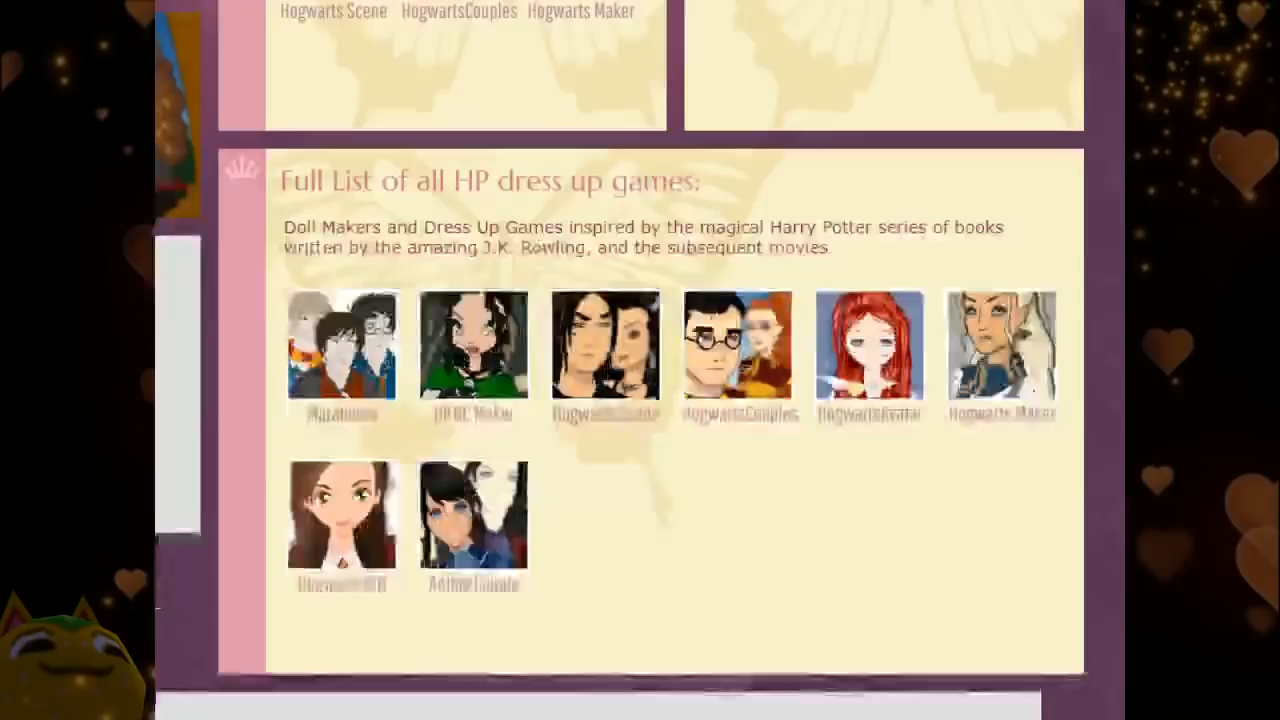 Hogwarts Scene HogwartsCouples Hogwarts Maker
Full List of all HP dress up games:
Doll Makers and Dress Up Games inspired by the magical Harry Potter series of books
written by the amazing J.K. Rowling, and the subsequent movies.
HogwartsCouples HogwartsAvatar Hogwarts Maker